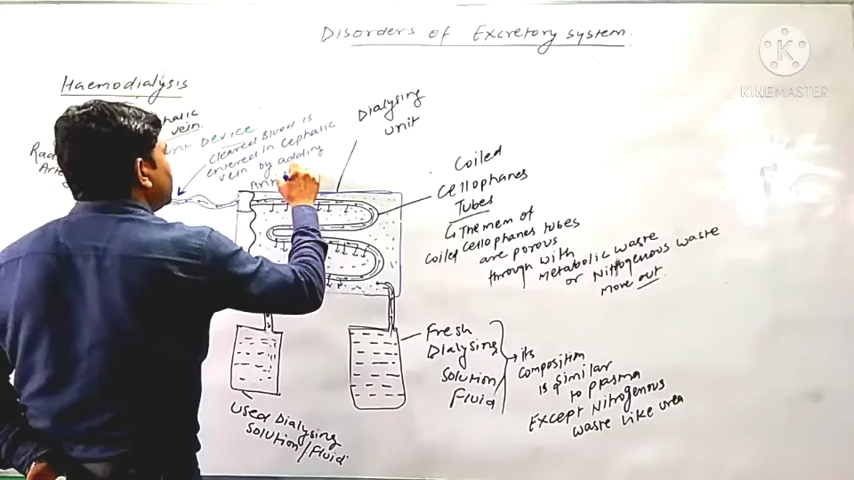 Disorders of Excretory system.
K
KINEMASTER
Haemodialysis
halic
vein.
Device
Cleared Blood is
entered in Cephalic
vein by adding
Dialysing
unit
Coiled
Cellophanes
Tubes
The mem of
Coiled Cellophanes tubes
are porous
through with
Metabolic waste
or Nitrogenous waste
move out.
Fresh
Dialysing
Solution
Fluid
its
composition
is similar
to plasma
Except Nitrogenous
waste like urea
Used Dialysing
Solution/Fluid